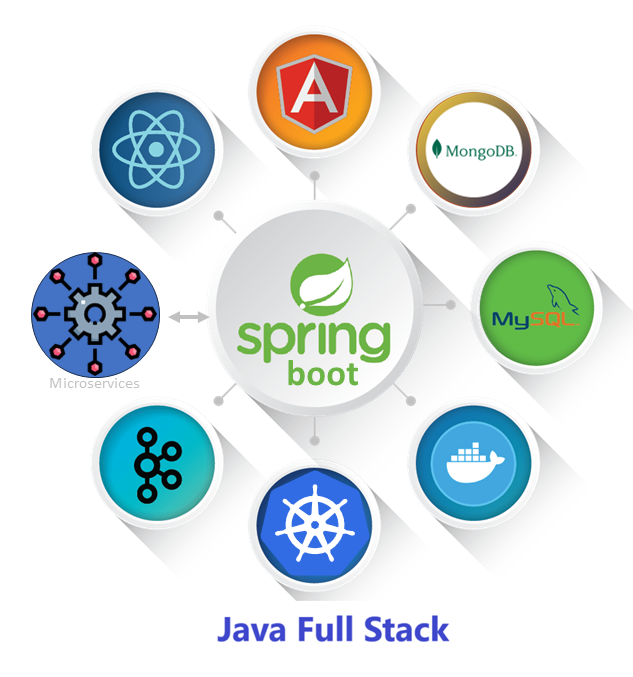 A
MongoDB.
MySQL
spring
boot
Microservices
Java Full Stack